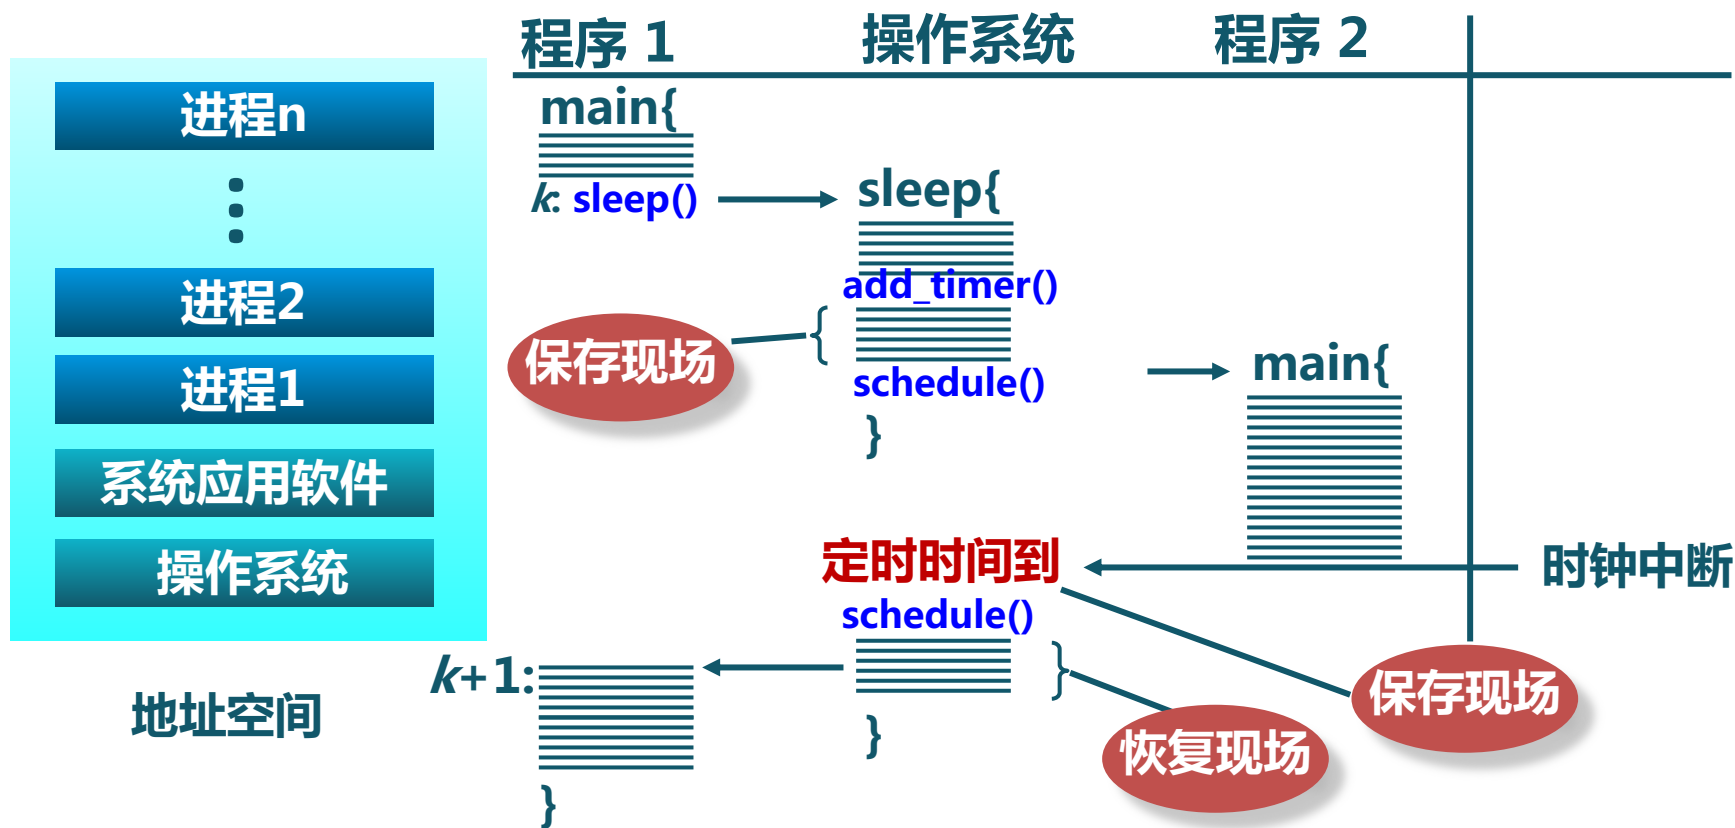 程序 1
操作系统
程序 2
进程n
进程2
进程1
系统应用软件
操作系统
地址空间
main{
k: sleep()
sleep{
add_timer()
保存现场
schedule()
}
main{
定时时间到
时钟中断
schedule()
k+1:
保存现场
恢复现场
}
}